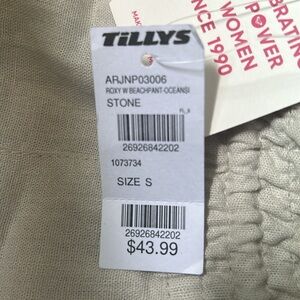 TILLYS
ARJNP03006
ROXY W BEACHPANT-OCEANSI
STONE
26926842202
1073734
SIZE S
26926842202
$43.99
BRATING
POWER
WOMEN
NCE 1990